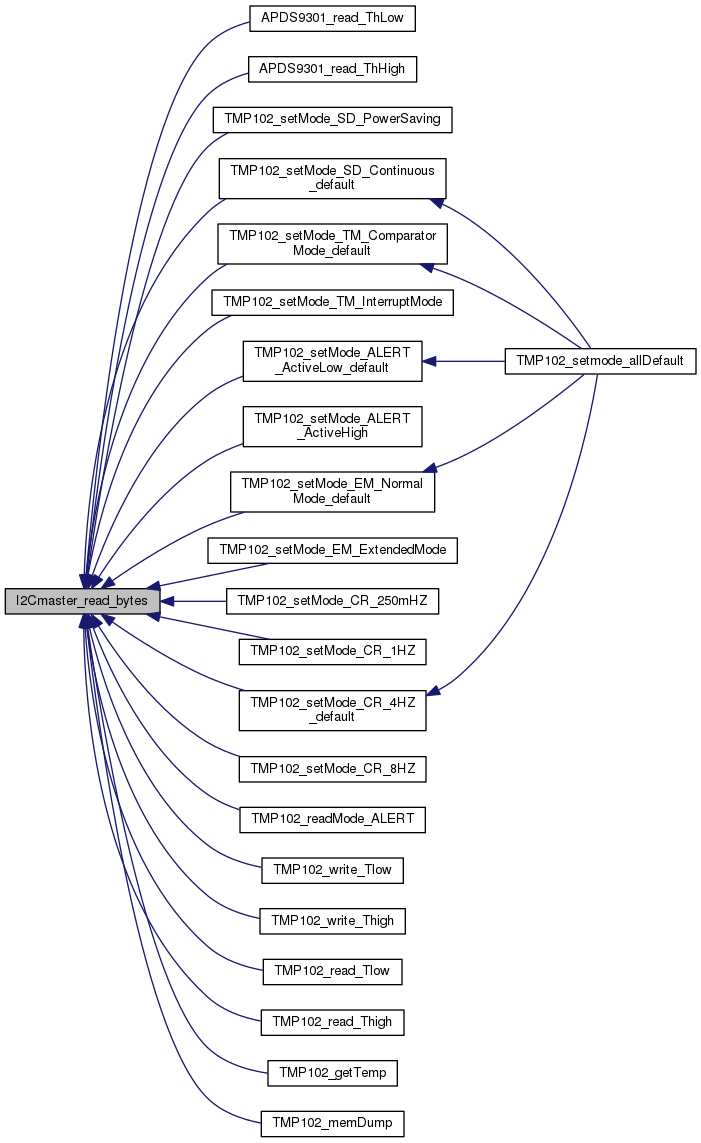 APDS9301_read_ThLow
APDS9301_read_ThHigh
TMP102_setMode_SD_PowerSaving
TMP102_setMode_SD_Continuous
_default
TMP102_setMode_TM_Comparator
Mode_default
TMP102_setMode_TM_InterruptMode
TMP102_setMode_ALERT
_ActiveLow_default
TMP102_setmode_allDefault
TMP102_setMode_ALERT
_ActiveHigh
TMP102_setMode_EM_Normal
Mode_default
TMP102_setMode_EM_ExtendedMode
I2Cmaster_read_bytes
TMP102_setMode_CR_250mHZ
TMP102_setMode_CR_1HZ
TMP102_setMode_CR_4HZ
_default
TMP102_setMode_CR_8HZ
TMP102_readMode_ALERT
TMP102_write_Tlow
TMP102_write_Thigh
TMP102_read_Tlow
TMP102_read_Thigh
TMP102_getTemp
TMP102_memDump